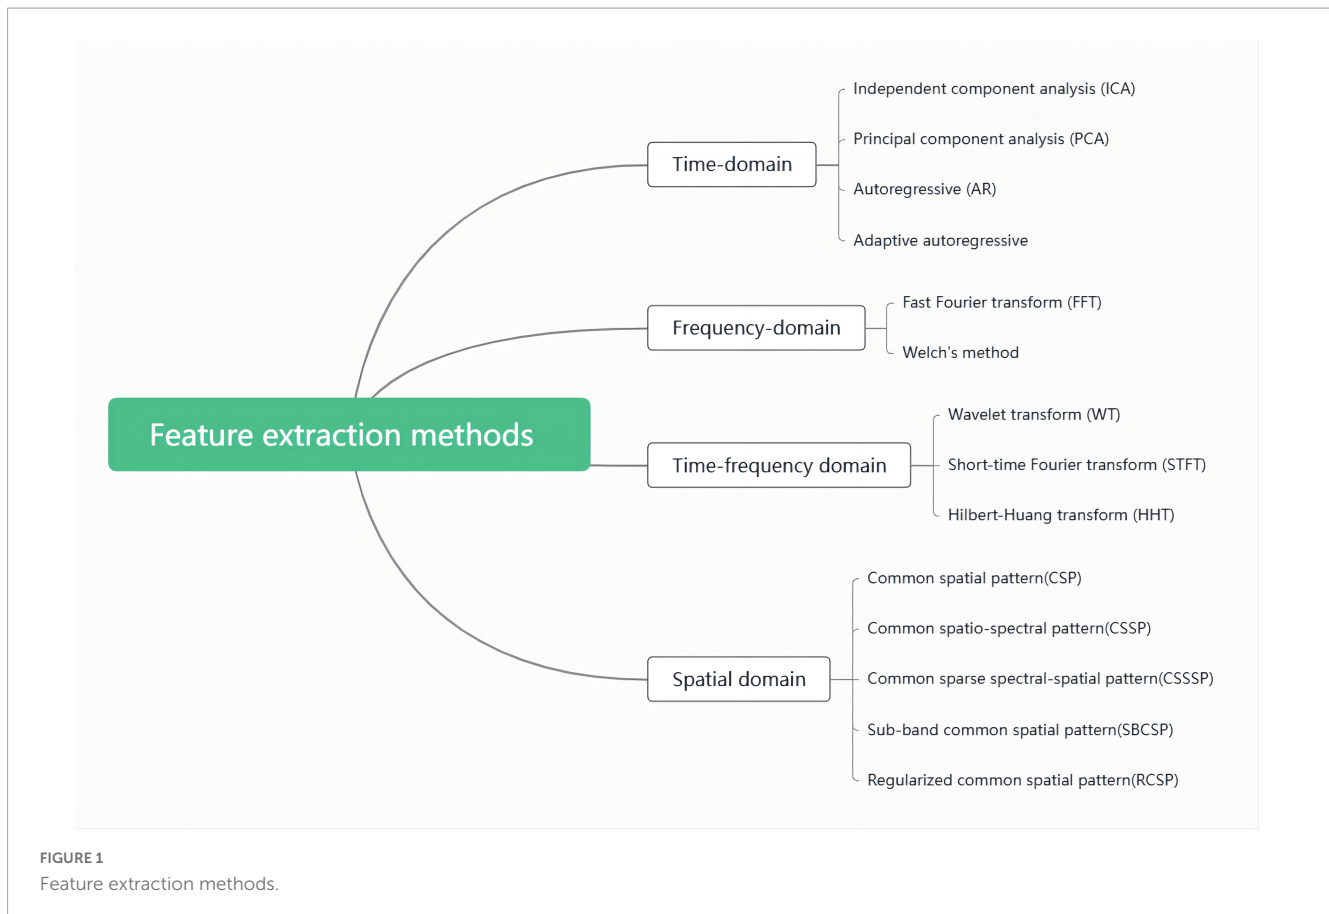 Feature extraction methods
Time-domain
Independent component analysis (ICA)
Principal component analysis (PCA)
Autoregressive (AR)
Adaptive autoregressive
Frequency-domain
Fast Fourier transform (FFT)
Welch's method
Time-frequency domain
Wavelet transform (WT)
Short-time Fourier transform (STFT)
Hilbert-Huang transform (HHT)
Spatial domain
Common spatial pattern(CSP)
Common spatio-spectral pattern(CSSP)
Common sparse spectral-spatial pattern(CSSSP)
Sub-band common spatial pattern(SBCSP)
Regularized common spatial pattern(RCSP)
FIGURE 1
Feature extraction methods.